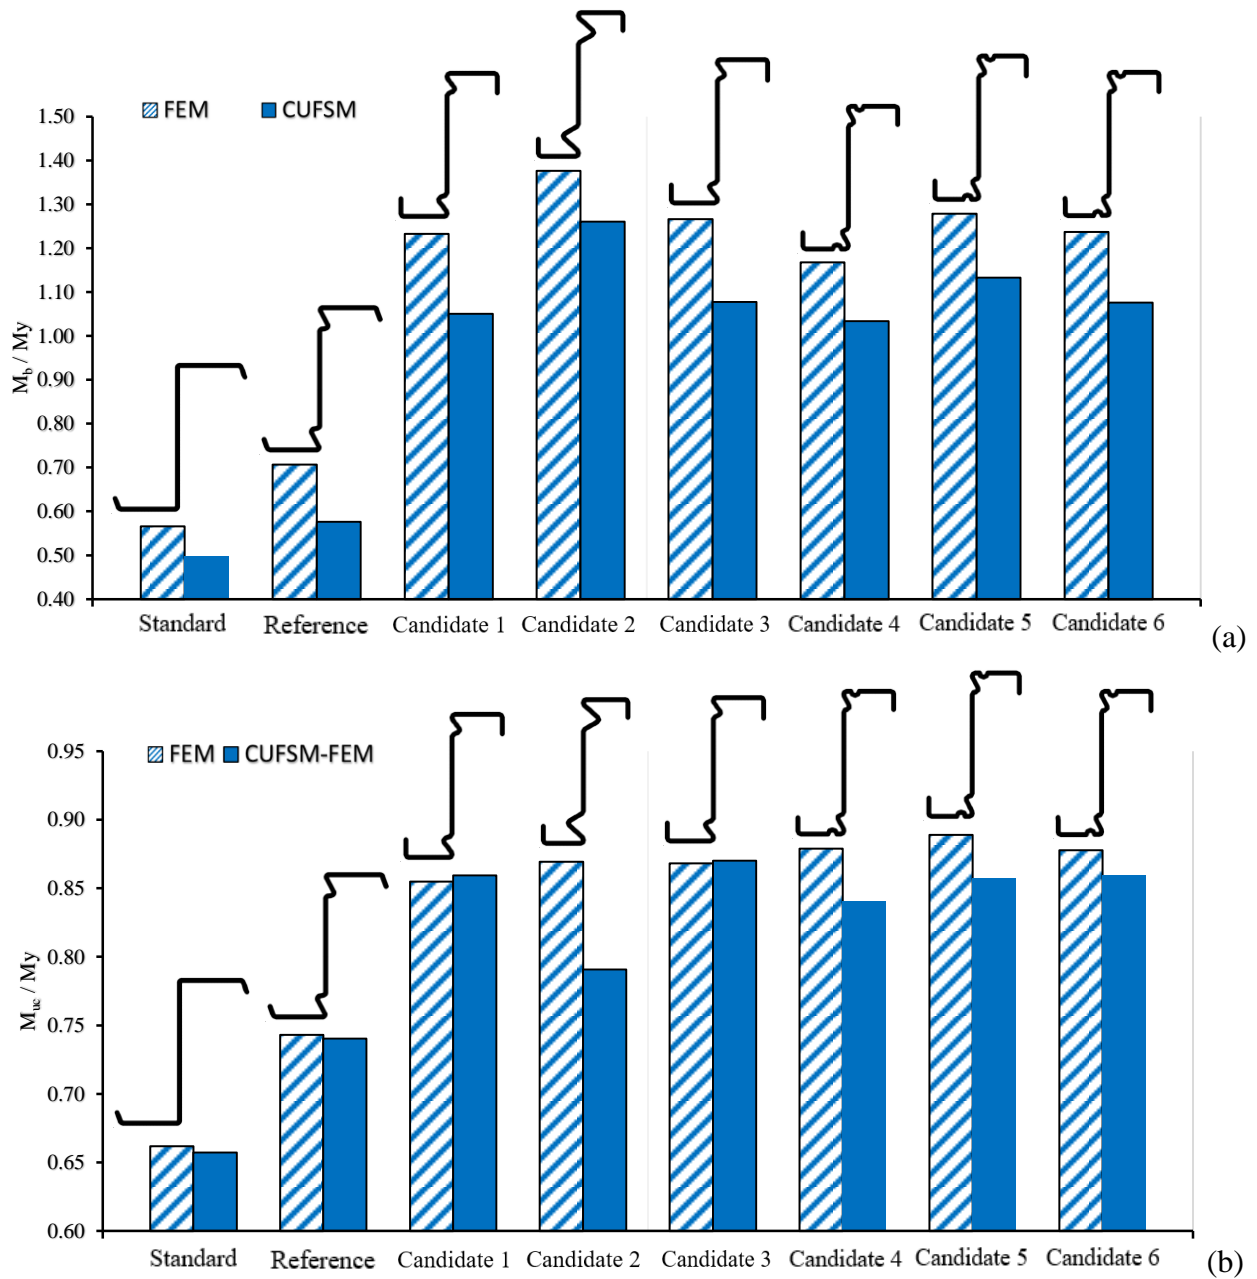 FEM CUFSM
1.50
1.40
1.30
1.20
1.10
1.00
0.90
0.80
0.70
0.60
0.50
0.40
Mb / My
Standard Reference Candidate 1 Candidate 2 Candidate 3 Candidate 4 Candidate 5 Candidate 6
(a)
FEM CUFSM-FEM
0.95
0.90
0.85
0.80
0.75
0.70
0.65
0.60
Muc / My
Standard Reference Candidate 1 Candidate 2 Candidate 3 Candidate 4 Candidate 5 Candidate 6
(b)